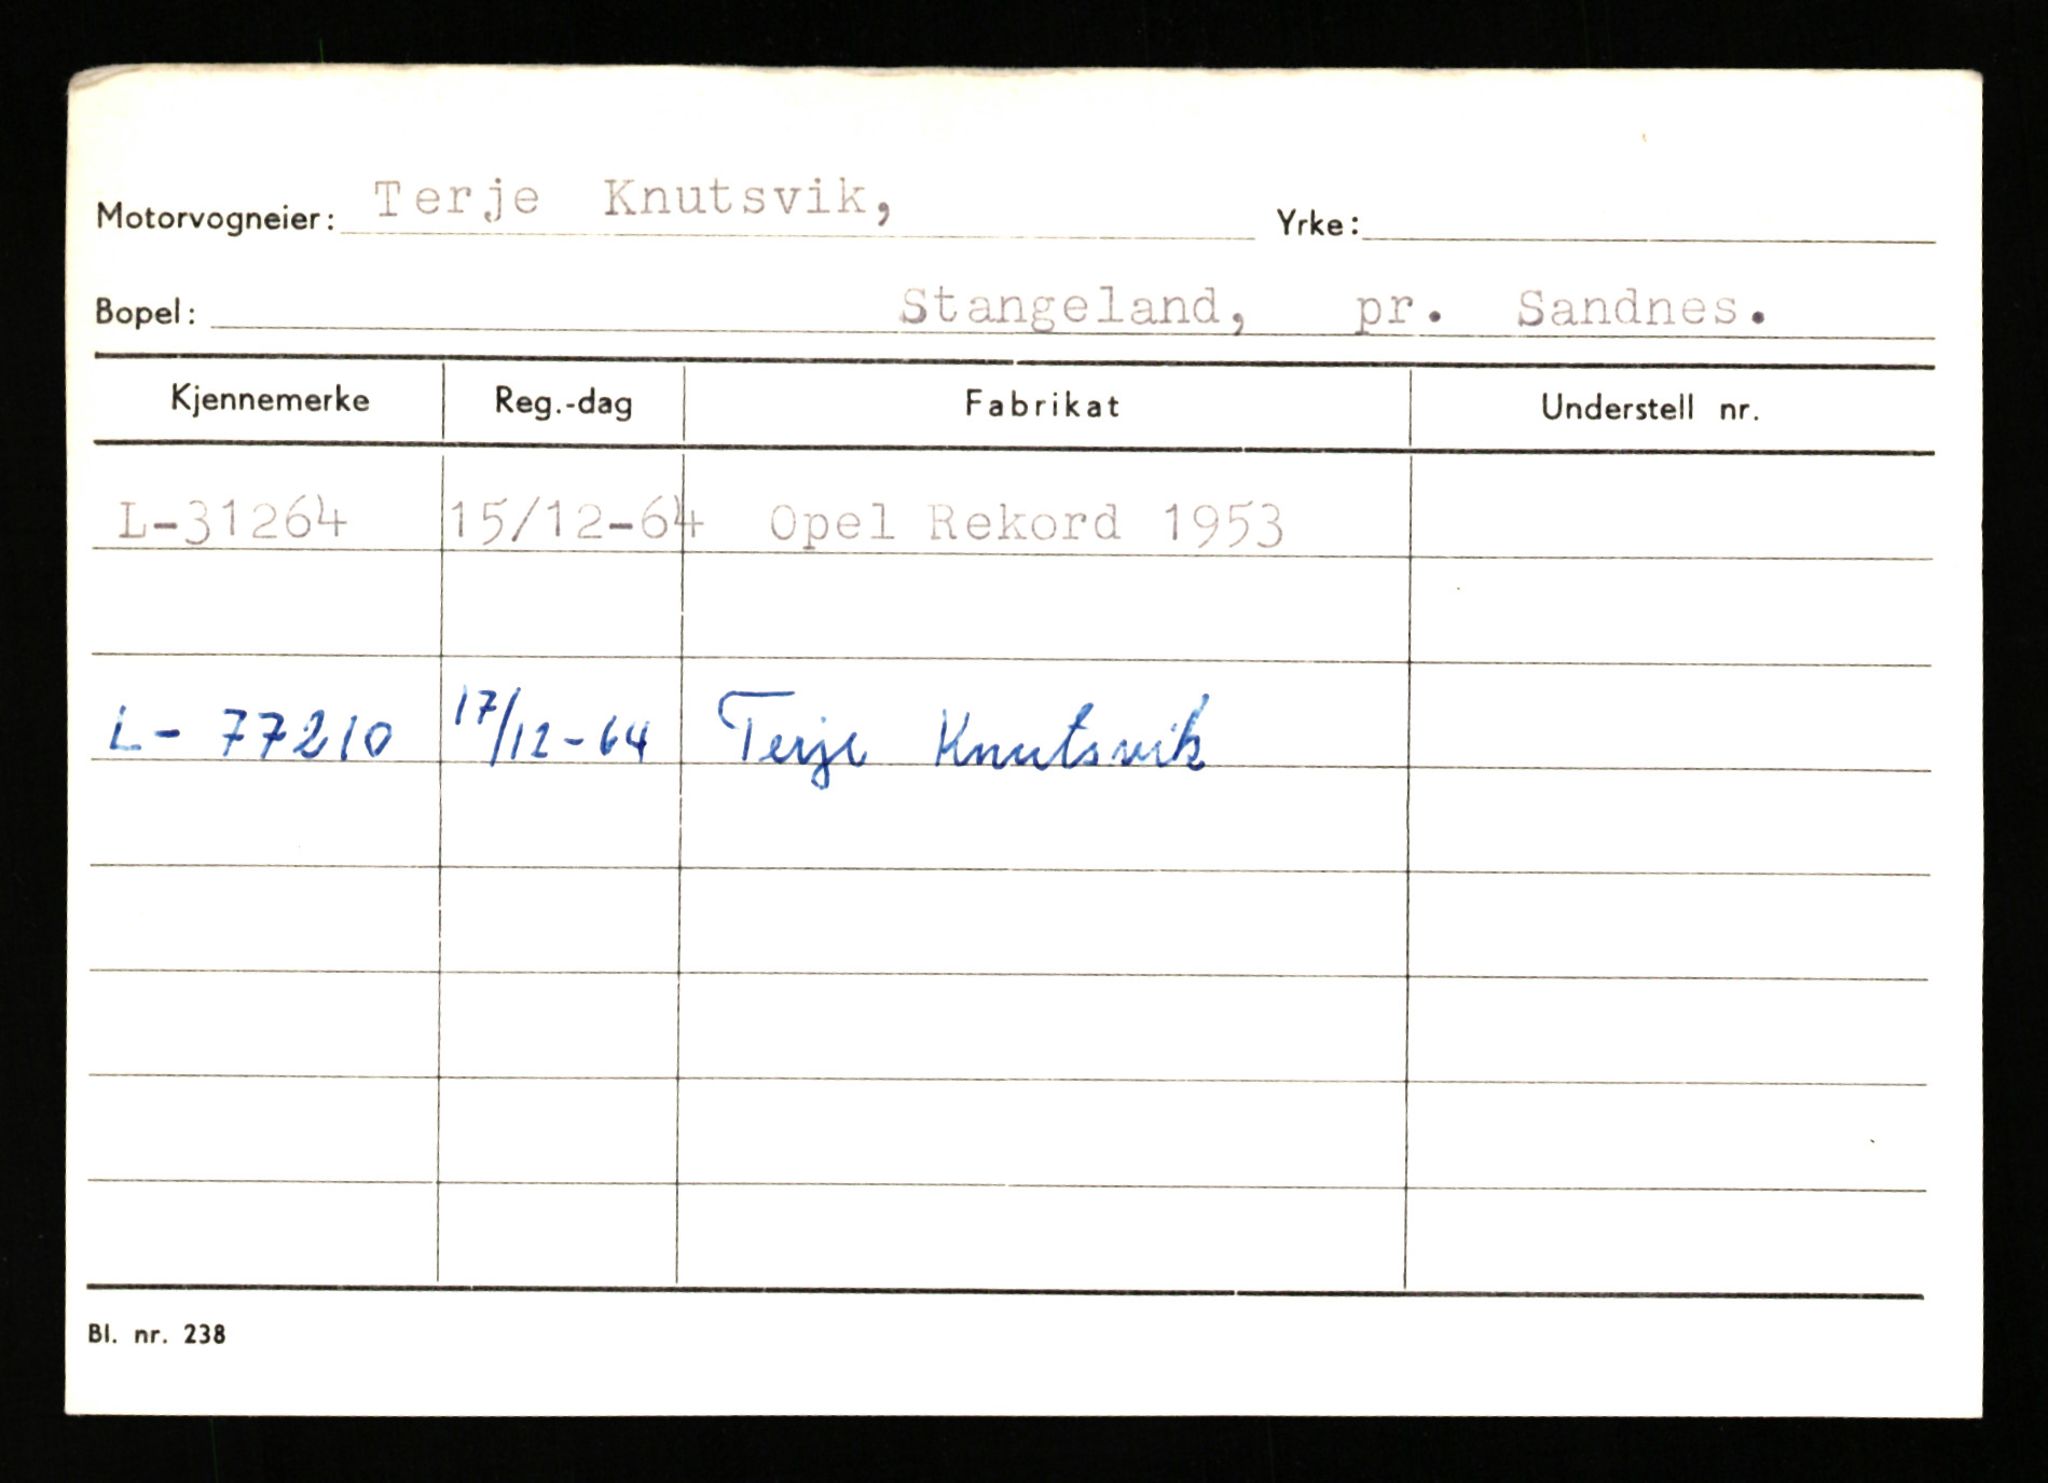 Motorvogneier: Terje Knutsvik, Yrke:
Bopel: Stangeland, pr. Sandnes.
Kjennemerke Reg.-dag Fabrikat Understell nr.
L-31264 15/12-64 Opel Rekord 1953
L- 77210 17/12-64 Terje Knutsvik
Bl. nr. 238